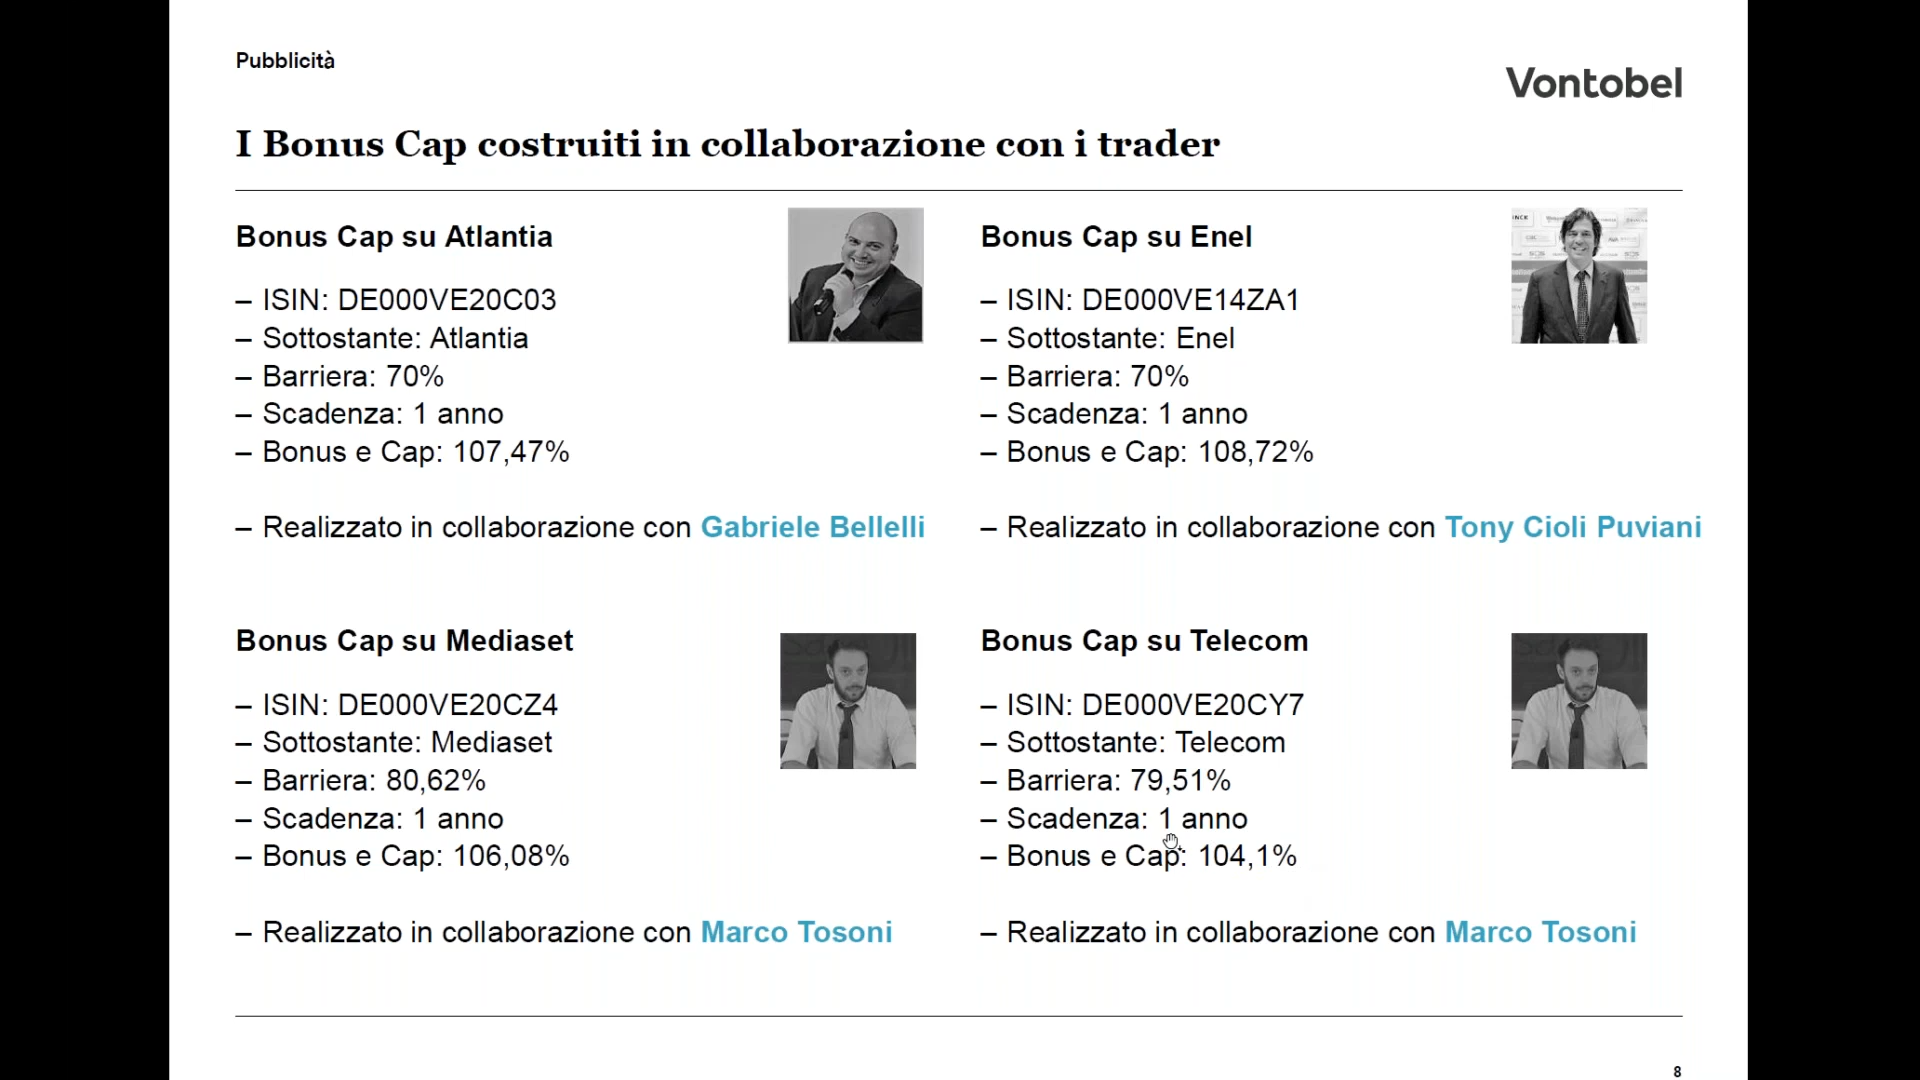 Pubblicità
Vontobel
I Bonus Cap costruiti in collaborazione con i trader
Bonus Cap su Atlantia
– ISIN: DE000VE20C03
– Sottostante: Atlantia
– Barriera: 70%
– Scadenza: 1 anno
– Bonus e Cap: 107,47%
– Realizzato in collaborazione con Gabriele Bellelli
Bonus Cap su Enel
– ISIN: DE000VE14ZA1
– Sottostante: Enel
– Barriera: 70%
– Scadenza: 1 anno
– Bonus e Cap: 108,72%
– Realizzato in collaborazione con Tony Cioli Puviani
Bonus Cap su Mediaset
– ISIN: DE000VE20CZ4
– Sottostante: Mediaset
– Barriera: 80,62%
– Scadenza: 1 anno
– Bonus e Cap: 106,08%
– Realizzato in collaborazione con Marco Tosoni
Bonus Cap su Telecom
– ISIN: DE000VE20CY7
– Sottostante: Telecom
– Barriera: 79,51%
– Scadenza: 1 anno
– Bonus e Cap: 104,1%
– Realizzato in collaborazione con Marco Tosoni
8